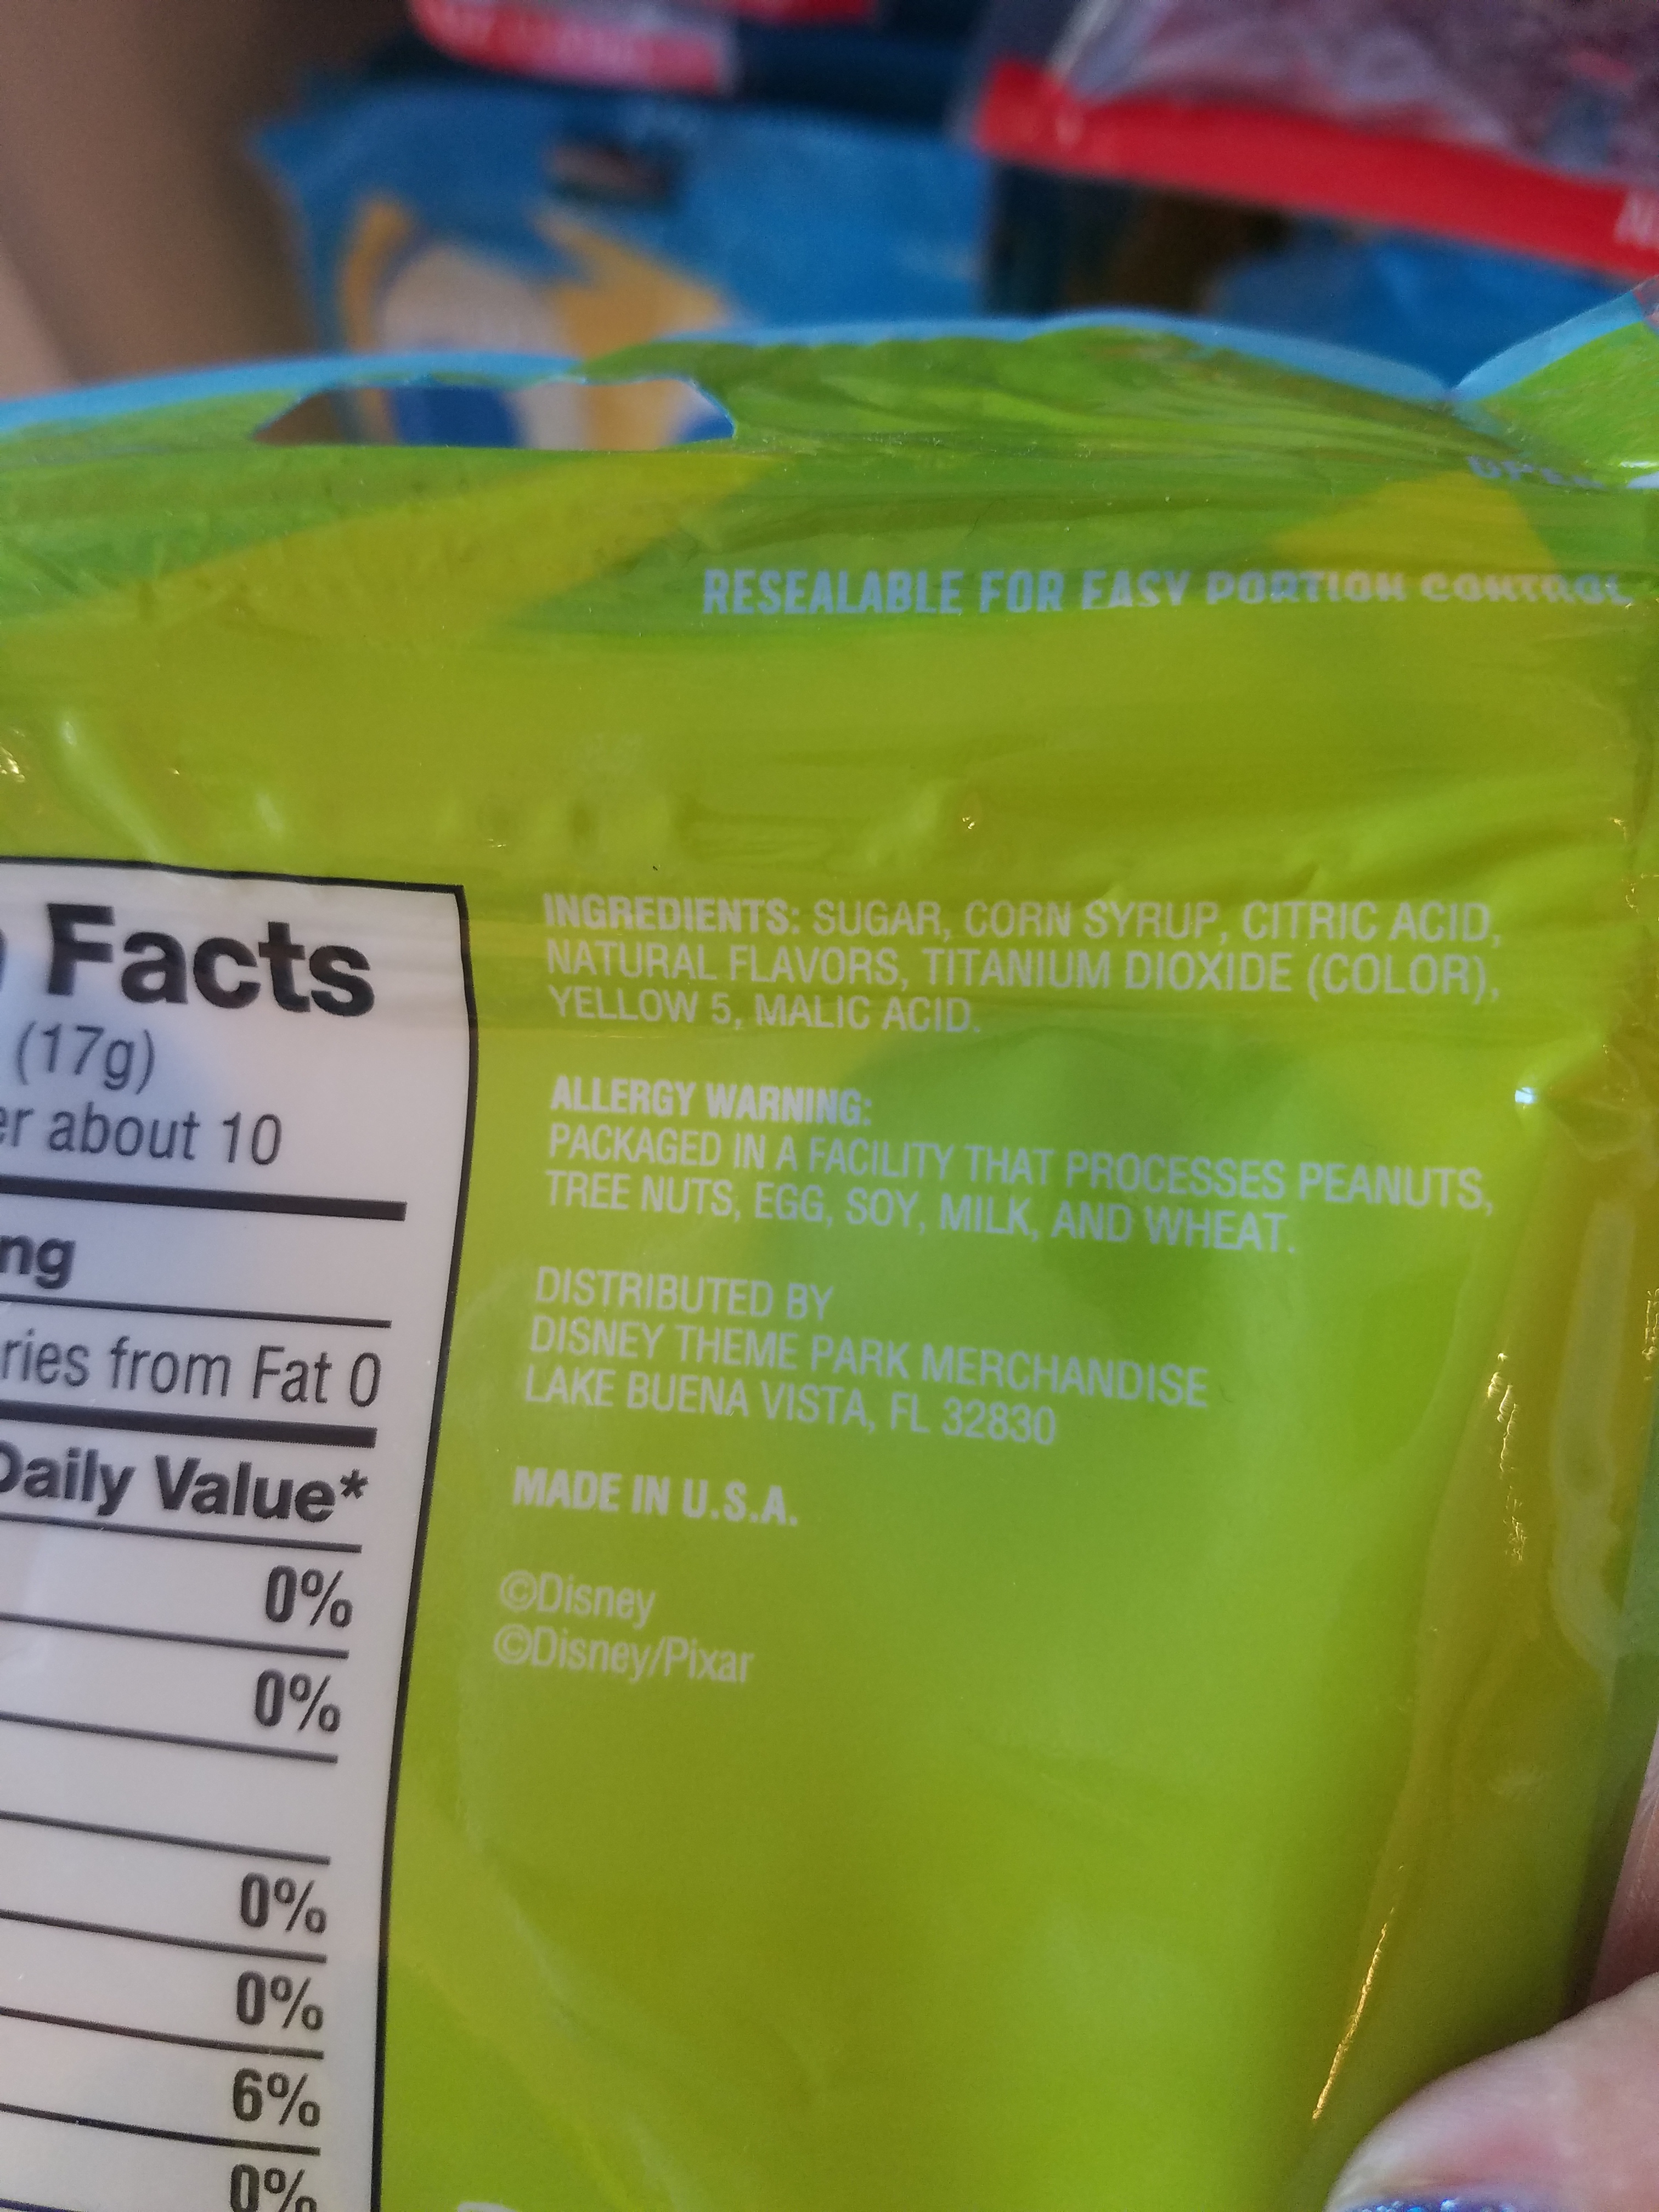 RESEALABLE FOR EASY PORTION CONTROL
Facts
(17g)
er about 10
ng
ries from Fat 0
Daily Value*
0%
0%
0%
0%
6%
0%
INGREDIENTS: SUGAR, CORN SYRUP, CITRIC ACID,
NATURAL FLAVORS, TITANIUM DIOXIDE (COLOR),
YELLOW 5, MALIC ACID.
ALLERGY WARNING:
PACKAGED IN A FACILITY THAT PROCESSES PEANUTS,
TREE NUTS, EGG, SOY, MILK, AND WHEAT.
DISTRIBUTED BY
DISNEY THEME PARK MERCHANDISE
LAKE BUENA VISTA, FL 32830
MADE IN U.S.A.
©Disney
©Disney/Pixar